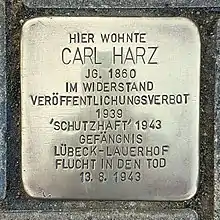 HIER WOHNTE
CARL HARZ
JG. 1860
IM WIDERSTAND
VERÖFFENTLICHUNGSVERBOT
1939
'SCHUTZHAFT' 1943
GEFÄNGNIS
LÜBECK-LAUERHOF
FLUCHT IN DEN TOD
13. 8. 1943